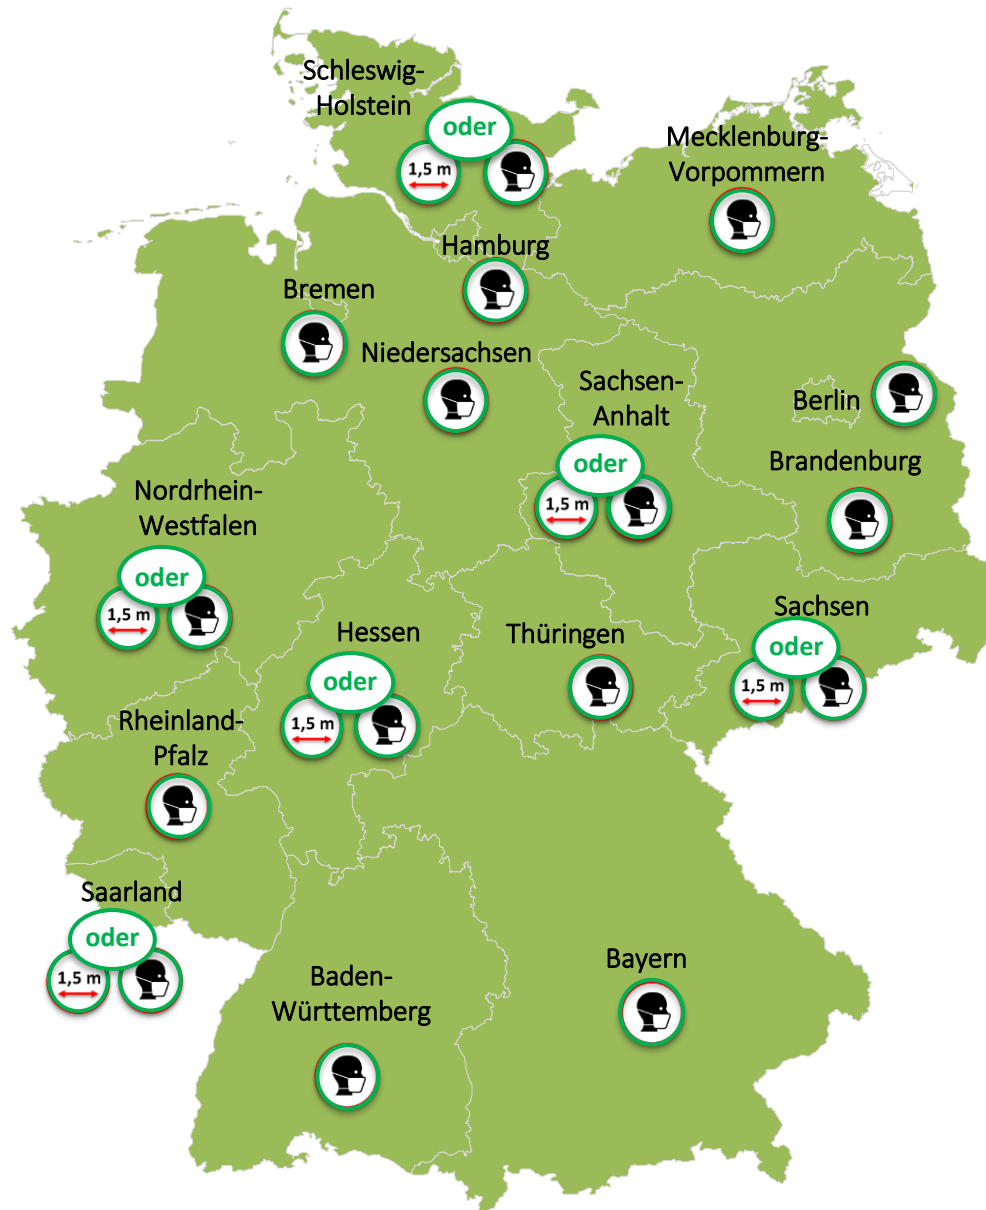 Schleswig-
Holstein
oder
1,5 m
Mecklenburg-
Vorpommern
Hamburg
Bremen
Niedersachsen
Sachsen-
Anhalt
oder
1,5 m
Berlin
Brandenburg
Nordrhein-
Westfalen
oder
1,5 m
Hessen
oder
1,5 m
Thüringen
Sachsen
oder
1,5 m
Rheinland-
Pfalz
Saarland
oder
1,5 m
Baden-
Württemberg
Bayern